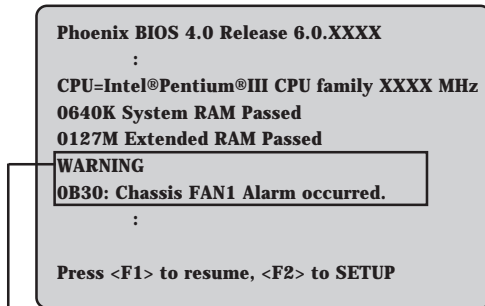 Phoenix BIOS 4.0 Release 6.0.XXXX
:
CPU=Intel®Pentium®III CPU family XXXX MHz
0640K System RAM Passed
0127M Extended RAM Passed
WARNING
0B30: Chassis FAN1 Alarm occurred.
:
Press <F1> to resume, <F2> to SETUP